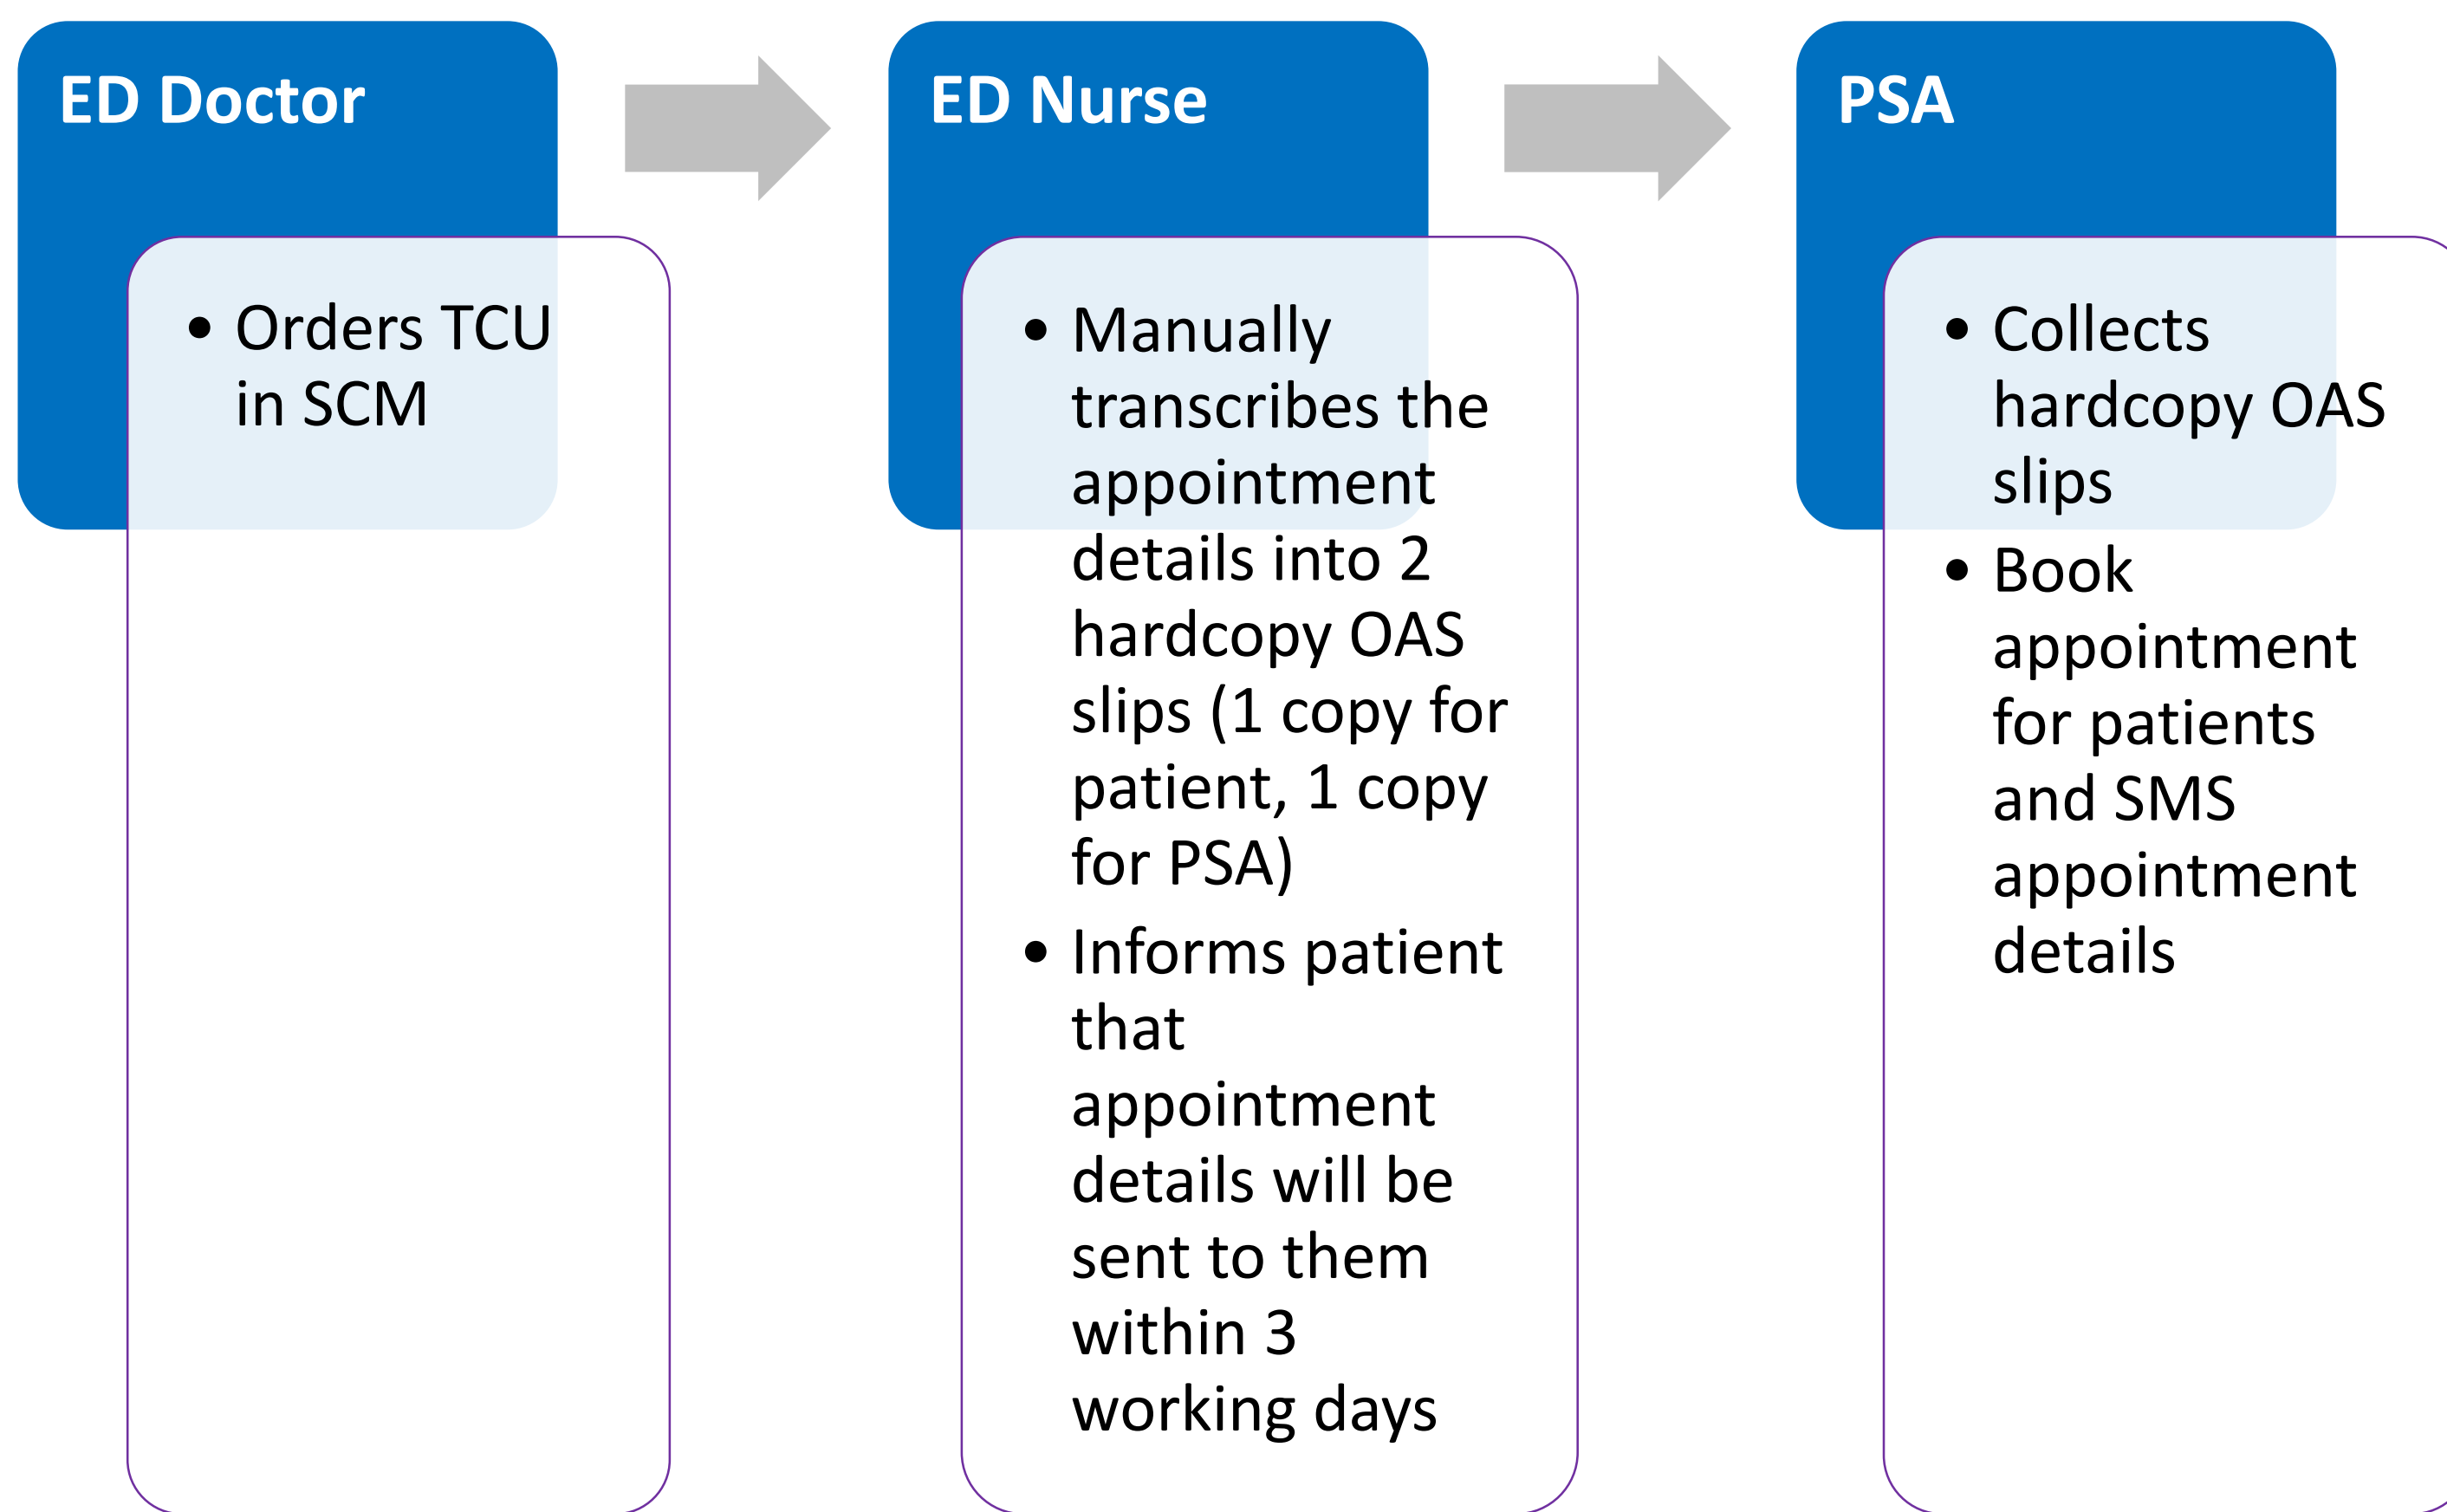 ED Doctor
• Orders TCU
in SCM
ED Nurse
• Manually
transcribes the
appointment
details into 2
hardcopy OAS
slips (1 copy for
patient, 1 copy
for PSA)
• Informs patient
that
appointment
details will be
sent to them
within 3
working days
PSA
• Collects
hardcopy OAS
slips
• Book
appointment
for patients
and SMS
appointment
details